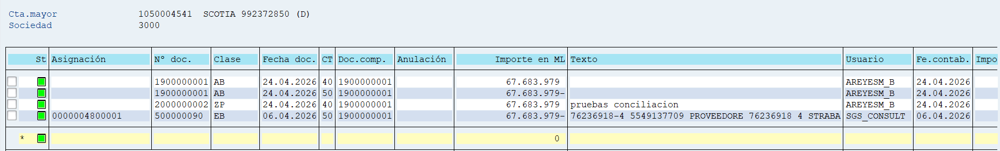 Cta.mayor 1050004541 SCOTIA 992372850 (D)
Sociedad 3000
St Asignación Nº doc. Clase Fecha doc. CT Doc.comp. Anulación Importe en ML Texto Usuario Fe.contab. Impo
1900000001 AB 24.04.2026 40 1900000001 67.683.979 AREYESM_B 24.04.2026
1900000001 AB 24.04.2026 50 1900000001 67.683.979- AREYESM_B 24.04.2026
2000000002 ZP 24.04.2026 40 1900000001 67.683.979 pruebas conciliacion AREYESM_B 24.04.2026
0000004800001 500000090 EB 06.04.2026 50 1900000001 67.683.979- 76236918-4 5549137709 PROVEEDORE 76236918 4 STRABA SGS_CONSULT 06.04.2026
* 0